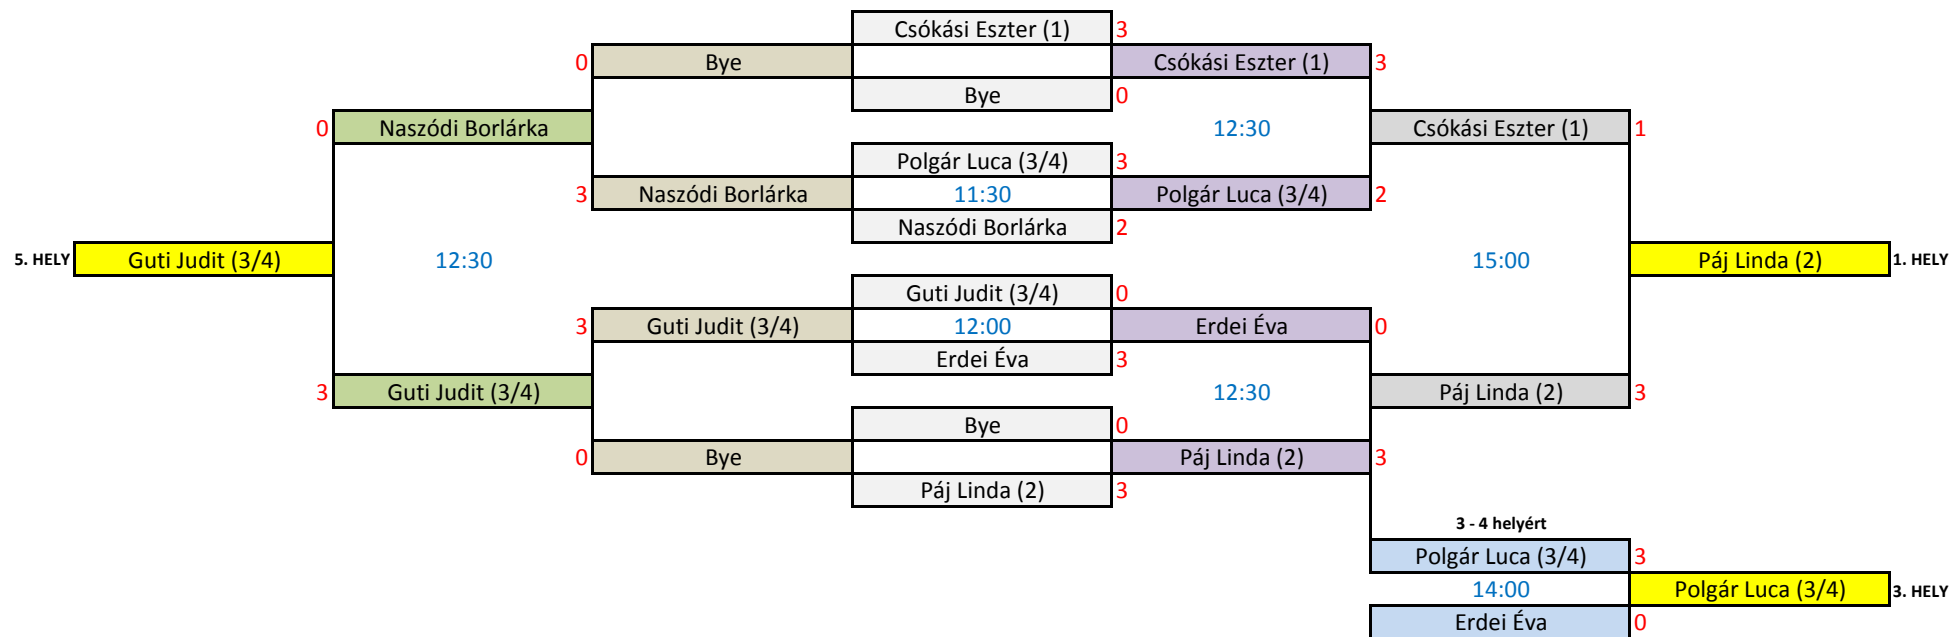 Csókási Eszter (1) 3
0 Bye Csókási Eszter (1) 3
Bye 0
0 Naszódi Borlárka 12:30 Csókási Eszter (1) 1
Polgár Luca (3/4) 3
3 Naszódi Borlárka 11:30 Polgár Luca (3/4) 2
Naszódi Borlárka 2
5. HELY Guti Judit (3/4) 12:30 15:00 Páj Linda (2) 1. HELY
Guti Judit (3/4) 0
3 Guti Judit (3/4) 12:00 Erdei Éva 0
Erdei Éva 3
3 Guti Judit (3/4) 12:30 Páj Linda (2) 3
Bye 0
0 Bye Páj Linda (2) 3
Páj Linda (2) 3
3 - 4 helyért
Polgár Luca (3/4) 3
14:00 Polgár Luca (3/4) 3. HELY
Erdei Éva 0